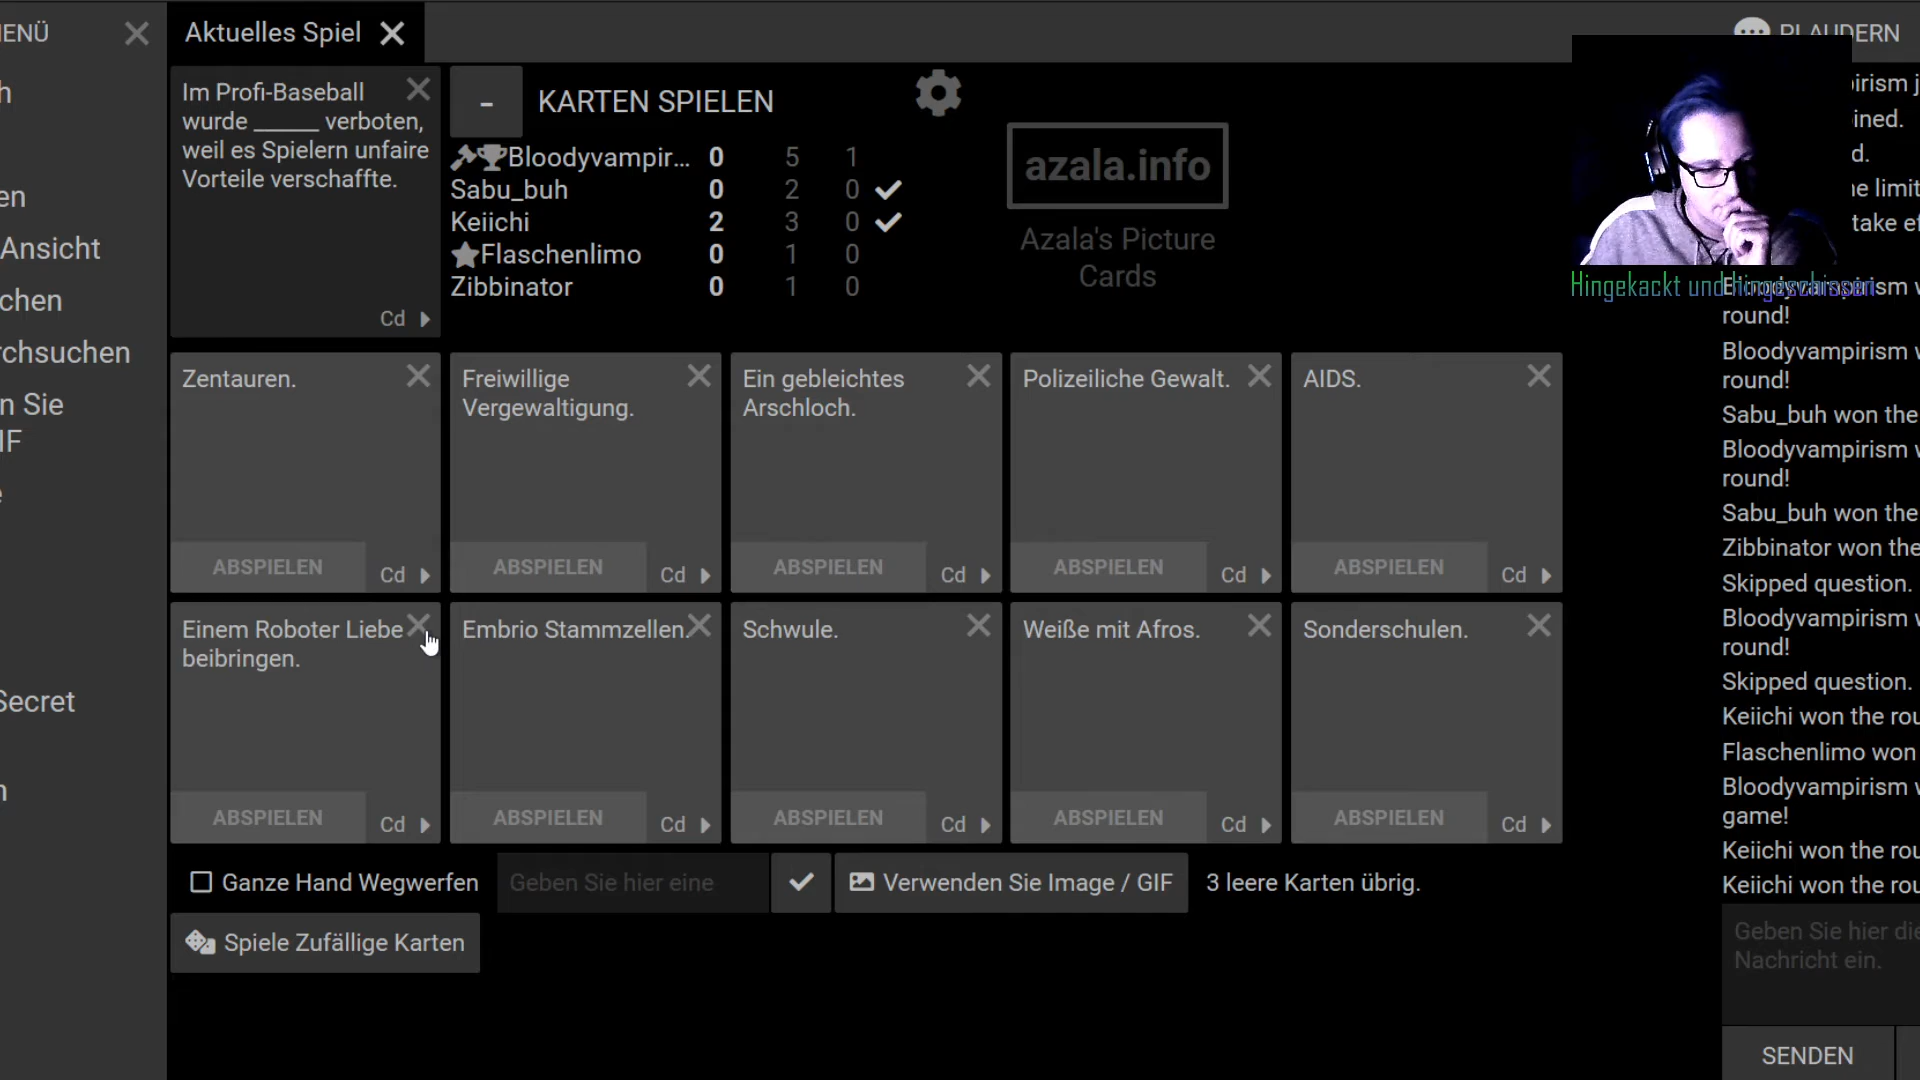 ENÜ
Aktuelles Spiel
PLAUDERN
h
en
Ansicht
chen
rchsuchen
n Sie
IF
e
Secret
n
Im Profi-Baseball
wurde ______ verboten,
weil es Spielern unfaire
Vorteile verschaffte.
Cd
-
KARTEN SPIELEN
Bloodyvampir... 0 5 1
Sabu_buh 0 2 0
Keiichi 2 3 0
Flaschenlimo 0 1 0
Zibbinator 0 1 0
azala.info
Azala's Picture
Cards
Hingekackt und hingeschissen
Zentauren.
ABSPIELEN
Cd
Freiwillige
Vergewaltigung.
ABSPIELEN
Cd
Ein gebleichtes
Arschloch.
ABSPIELEN
Cd
Polizeiliche Gewalt.
ABSPIELEN
Cd
AIDS.
ABSPIELEN
Cd
Einem Roboter Liebe
beibringen.
ABSPIELEN
Cd
Embrio Stammzellen.
ABSPIELEN
Cd
Schwule.
ABSPIELEN
Cd
Weiße mit Afros.
ABSPIELEN
Cd
Sonderschulen.
ABSPIELEN
Cd
Ganze Hand Wegwerfen
Geben Sie hier eine
Verwenden Sie Image / GIF
3 leere Karten übrig.
Spiele Zufällige Karten
irism j
ined.
d.
e limit
take ef
round!
Bloodyvampirism w
round!
Sabu_buh won the
Bloodyvampirism w
round!
Sabu_buh won the
Zibbinator won the
Skipped question.
Bloodyvampirism w
round!
Skipped question.
Keiichi won the rou
Flaschenlimo won
Bloodyvampirism w
game!
Keiichi won the rou
Keiichi won the rou
Geben Sie hier die
Nachricht ein.
SENDEN